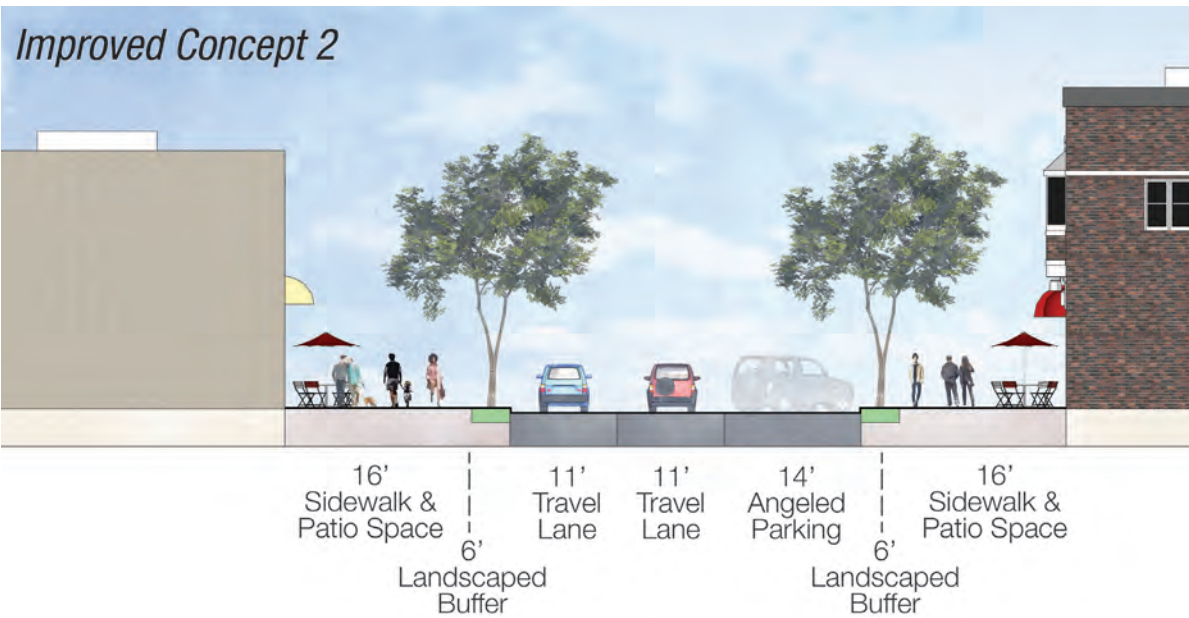 Improved Concept 2
16’
Sidewalk &
Patio Space
6’
Landscaped
Buffer
11’
Travel
Lane
11’
Travel
Lane
14’
Angeled
Parking
6’
Landscaped
Buffer
16’
Sidewalk &
Patio Space